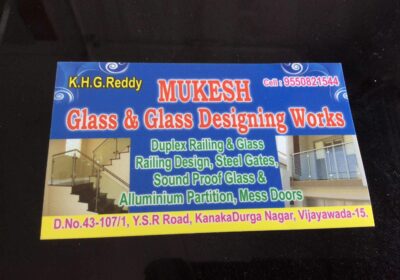 K.H.G.Reddy
Cell : 9550821544
MUKESH
Glass & Glass Designing Works
Duplex Railing & Glass
Railing Design, Steel Gates,
Sound Proof Glass &
Alluminium Partition, Mess Doors
D.No.43-107/1, Y.S.R Road, KanakaDurga Nagar, Vijayawada-15.